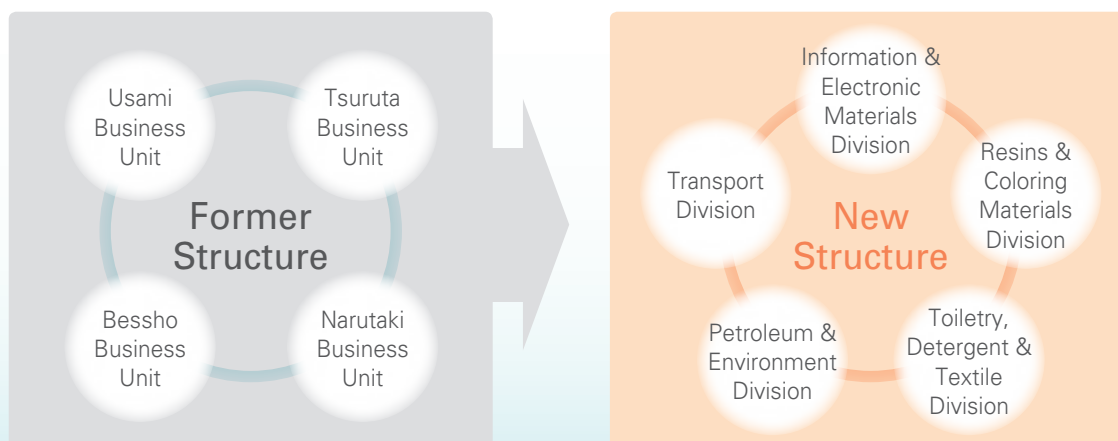 Usami
Business
Unit
Tsuruta
Business
Unit
Former
Structure
Bessho
Business
Unit
Narutaki
Business
Unit
Information &
Electronic
Materials
Division
Transport
Division
Resins &
Coloring
Materials
Division
New
Structure
Petroleum &
Environment
Division
Toiletry,
Detergent &
Textile
Division